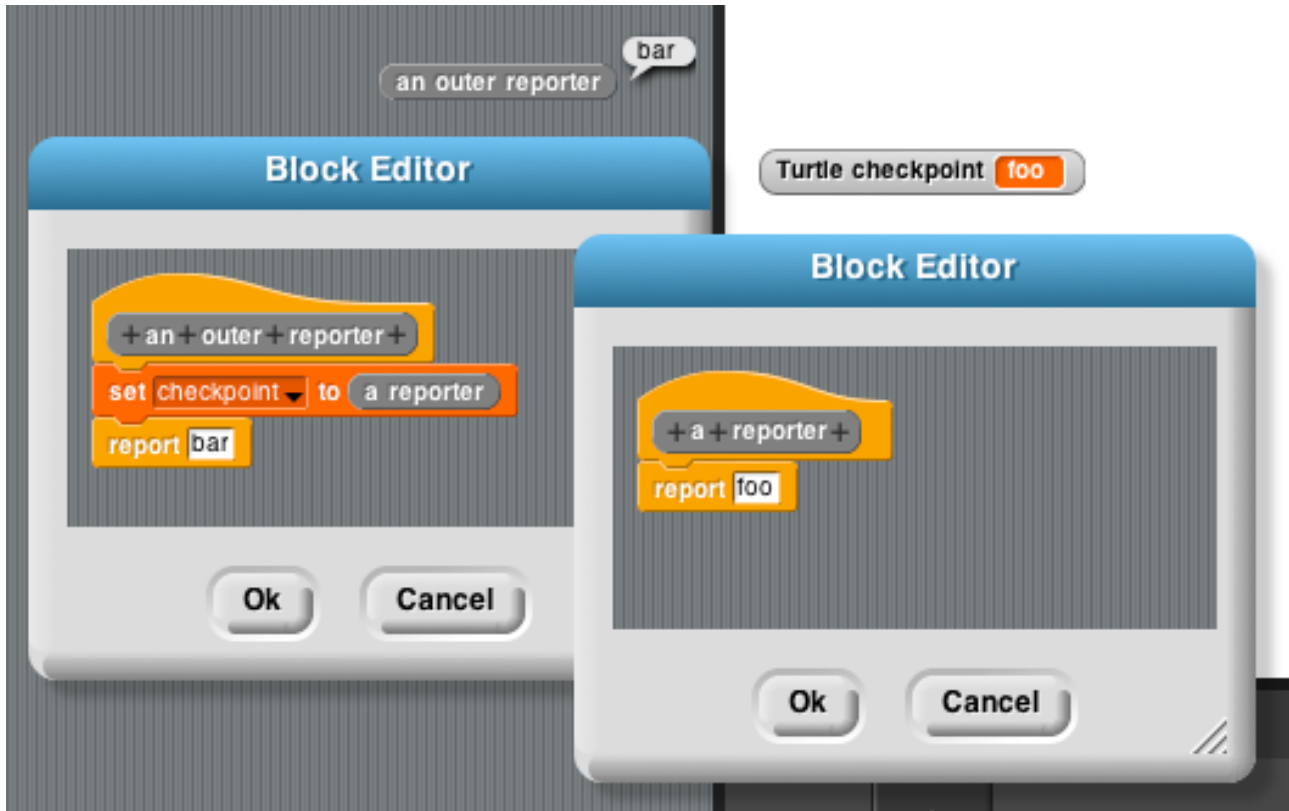 bar
an outer reporter
Block Editor
Turtle checkpoint foo
+ an + outer + reporter +
set checkpoint to a reporter
report bar
Ok Cancel
Block Editor
+ a + reporter +
report foo
Ok Cancel